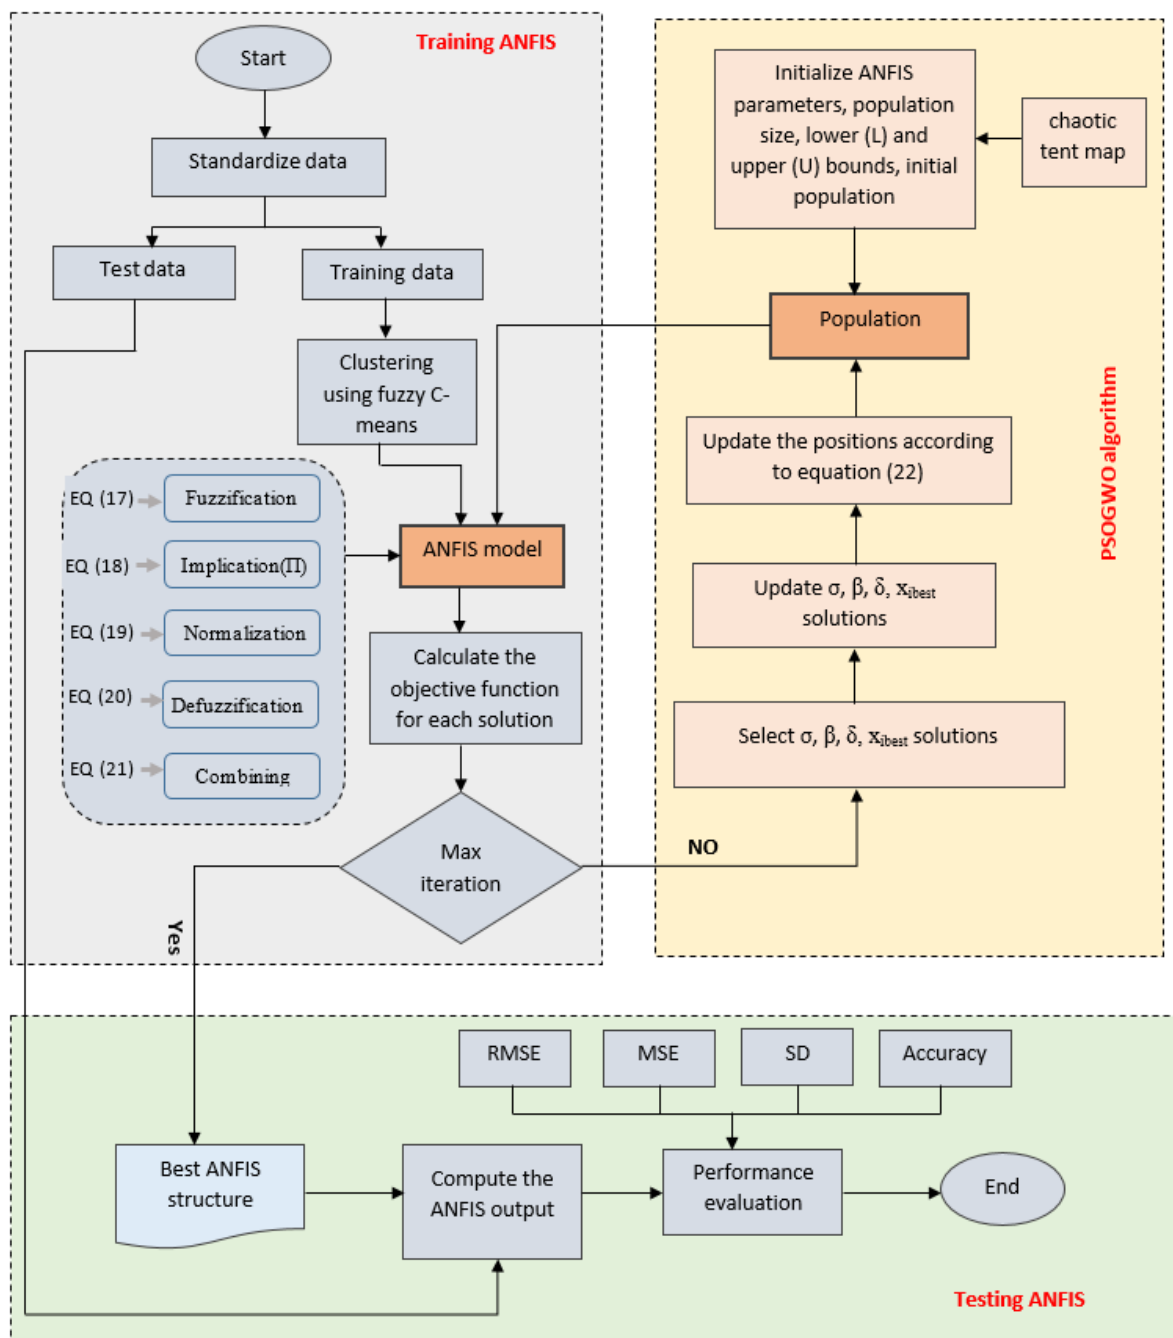 Training ANFIS
Start
Standardize data
Test data
Training data
Clustering
using fuzzy C-
means
EQ (17)
Fuzzification
EQ (18)
Implication(Π)
EQ (19)
Normalization
EQ (20)
Defuzzification
EQ (21)
Combining
ANFIS model
Calculate the
objective function
for each solution
Max
iteration
Yes
NO
Initialize ANFIS
parameters, population
size, lower (L) and
upper (U) bounds, initial
population
chaotic
tent map
Population
Update the positions according
to equation (22)
Update σ, β, δ, xibest
solutions
Select σ, β, δ, xibest solutions
PSOGWO algorithm
RMSE
MSE
SD
Accuracy
Best ANFIS
structure
Compute the
ANFIS output
Performance
evaluation
End
Testing ANFIS